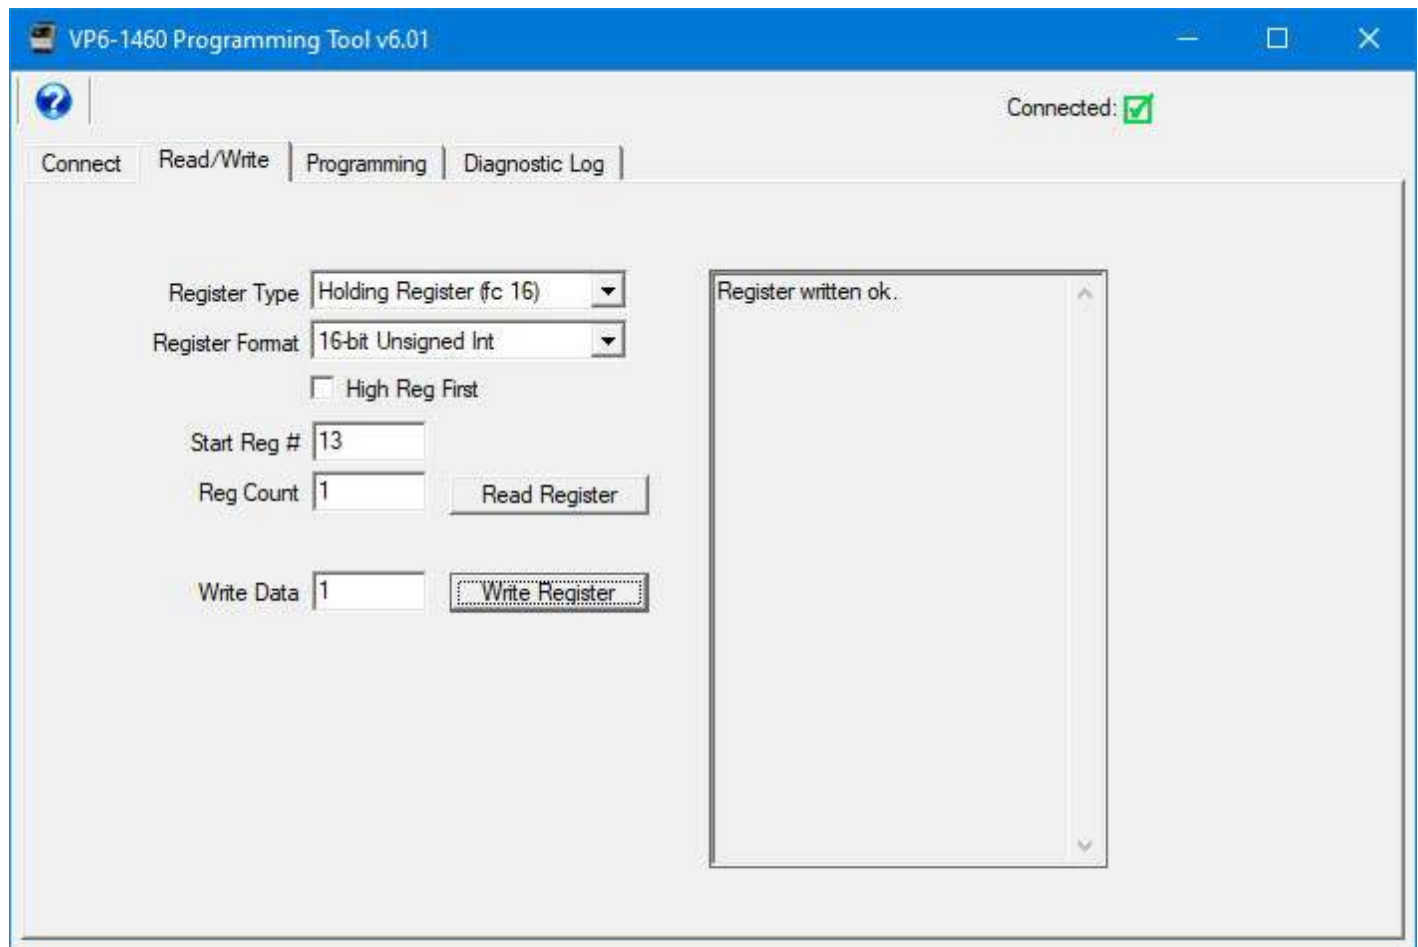 VP6-1460 Programming Tool v6.01
Connected:
Connect Read/Write Programming Diagnostic Log
Register Type Holding Register (fc 16)
Register written ok.
Register Format 16-bit Unsigned Int
High Reg First
Start Reg # 13
Reg Count 1 Read Register
Write Data 1 Write Register